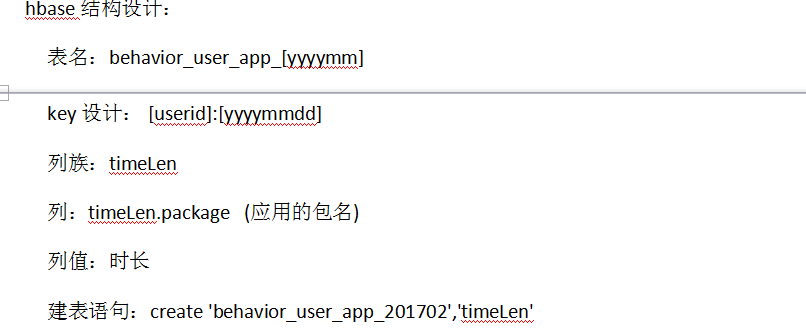 hbase 结构设计：
表名：behavior_user_app_[yyyymm]
key 设计： [userid]:[yyyymmdd]
列族：timeLen
列：timeLen.package (应用的包名)
列值：时长
建表语句：create 'behavior_user_app_201702','timeLen'